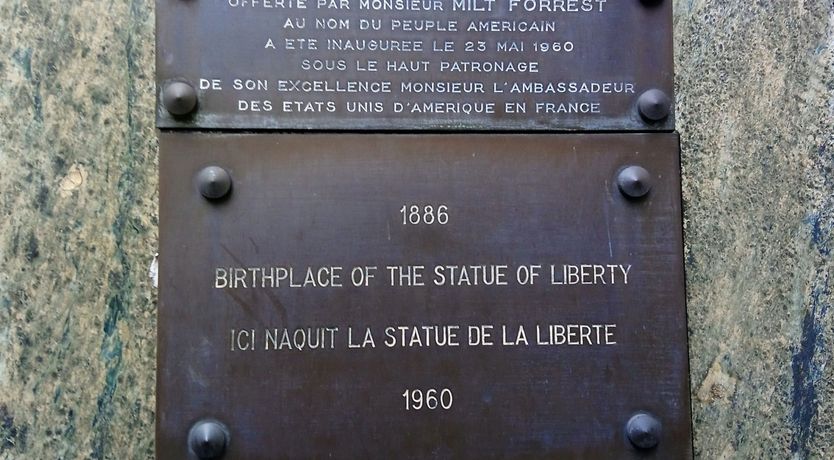 OFFERTE PAR MONSIEUR MILT FORREST
AU NOM DU PEUPLE AMERICAIN
A ETE INAUGUREE LE 23 MAI 1960
SOUS LE HAUT PATRONAGE
DE SON EXCELLENCE MONSIEUR L'AMBASSADEUR
DES ETATS UNIS D'AMERIQUE EN FRANCE
1886
BIRTHPLACE OF THE STATUE OF LIBERTY
ICI NAQUIT LA STATUE DE LA LIBERTE
1960